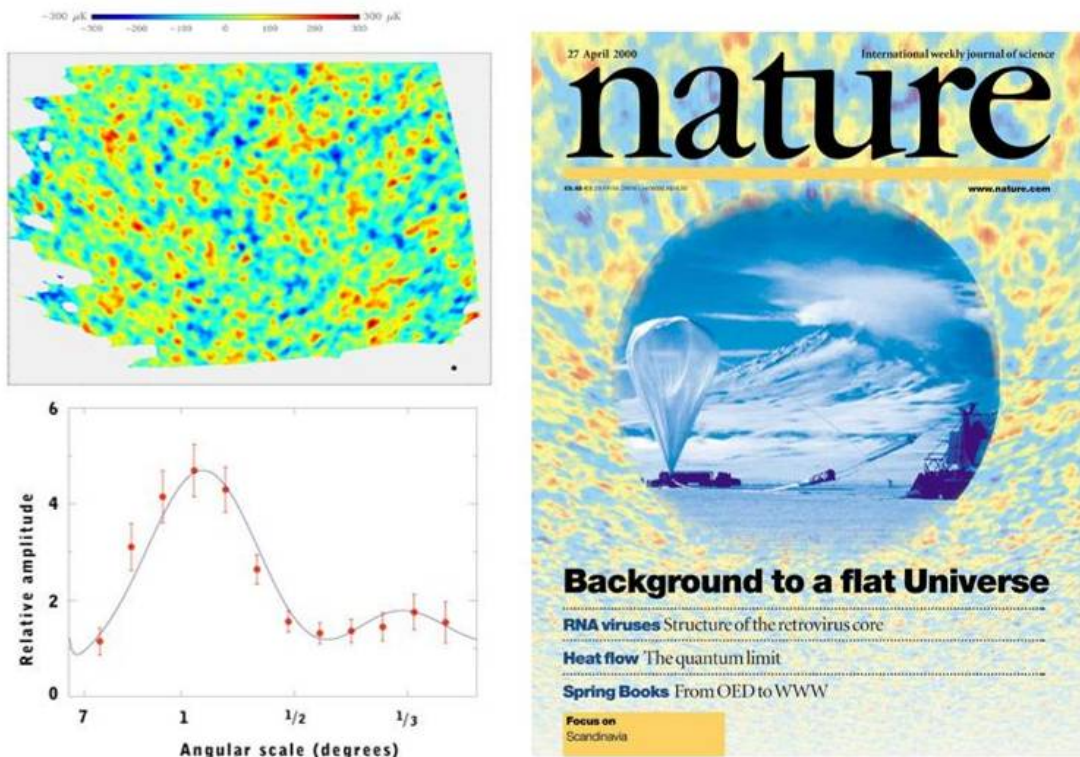 −300 μK 300 μK
−300 −200 −100 0 100 200 300
6
4
2
0
Relative amplitude
7 1 1/2 1/3
Angular scale (degrees)
27 April 2000 International weekly journal of science
nature
www.nature.com
Background to a flat Universe
RNA viruses Structure of the retrovirus core
Heat flow The quantum limit
Spring Books From OED to WWW
Focus on
Scandinavia